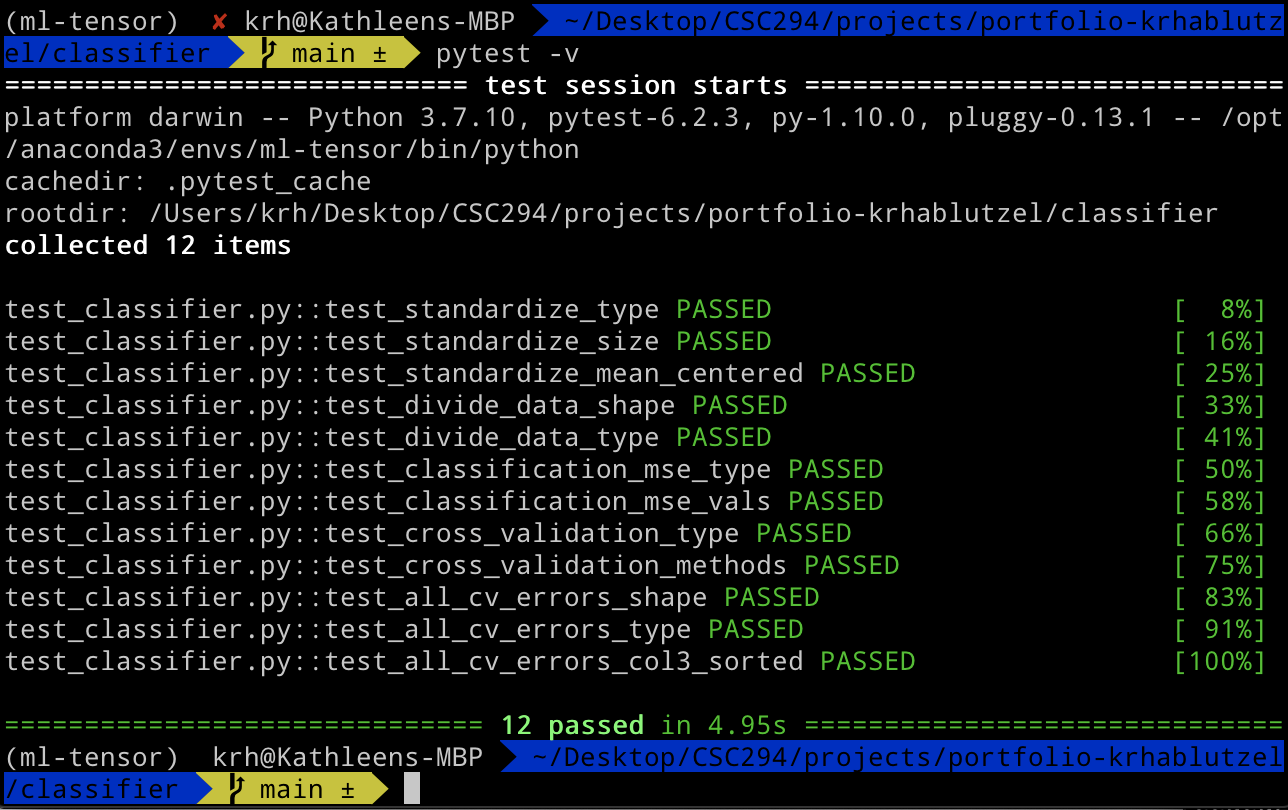 (ml-tensor)  ✘ krh@Kathleens-MBP  ~/Desktop/CSC294/projects/portfolio-krhablutz
el/classifier  main ±  pytest -v
============================= test session starts ==============================
platform darwin -- Python 3.7.10, pytest-6.2.3, py-1.10.0, pluggy-0.13.1 -- /opt
/anaconda3/envs/ml-tensor/bin/python
cachedir: .pytest_cache
rootdir: /Users/krh/Desktop/CSC294/projects/portfolio-krhablutzel/classifier
collected 12 items

test_classifier.py::test_standardize_type PASSED                         [  8%]
test_classifier.py::test_standardize_size PASSED                         [ 16%]
test_classifier.py::test_standardize_mean_centered PASSED                [ 25%]
test_classifier.py::test_divide_data_shape PASSED                        [ 33%]
test_classifier.py::test_divide_data_type PASSED                         [ 41%]
test_classifier.py::test_classification_mse_type PASSED                  [ 50%]
test_classifier.py::test_classification_mse_vals PASSED                  [ 58%]
test_classifier.py::test_cross_validation_type PASSED                    [ 66%]
test_classifier.py::test_cross_validation_methods PASSED                 [ 75%]
test_classifier.py::test_all_cv_errors_shape PASSED                      [ 83%]
test_classifier.py::test_all_cv_errors_type PASSED                       [ 91%]
test_classifier.py::test_all_cv_errors_col3_sorted PASSED                [100%]

============================== 12 passed in 4.95s ==============================
(ml-tensor)  krh@Kathleens-MBP  ~/Desktop/CSC294/projects/portfolio-krhablutzel
/classifier  main ±